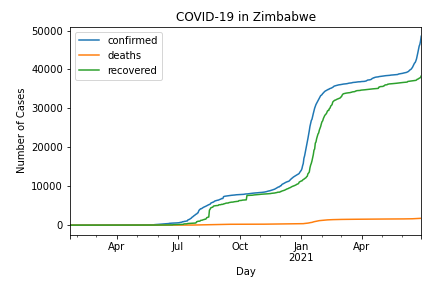 COVID-19 in Zimbabwe
confirmed
deaths
recovered
Number of Cases
50000
40000
30000
20000
10000
0
Apr
Jul
Oct
Jan
2021
Apr
Day